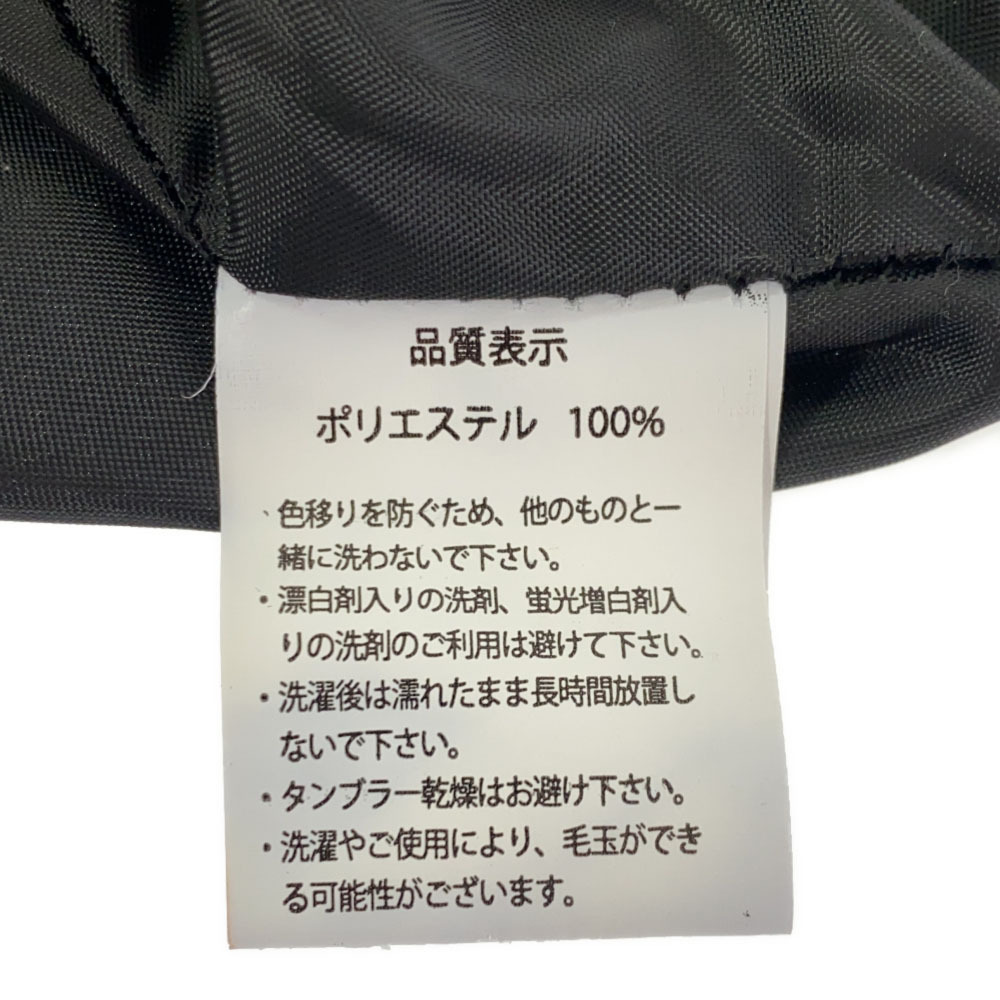 品質表示
ポリエステル 100%
・色移りを防ぐため、他のものと一
緒に洗わないで下さい。
・漂白剤入りの洗剤、蛍光増白剤入
りの洗剤のご利用は避けて下さい。
・洗濯後は濡れたまま長時間放置し
ないで下さい。
・タンブラー乾燥はお避け下さい。
・洗濯やご使用により、毛玉ができ
る可能性がございます。